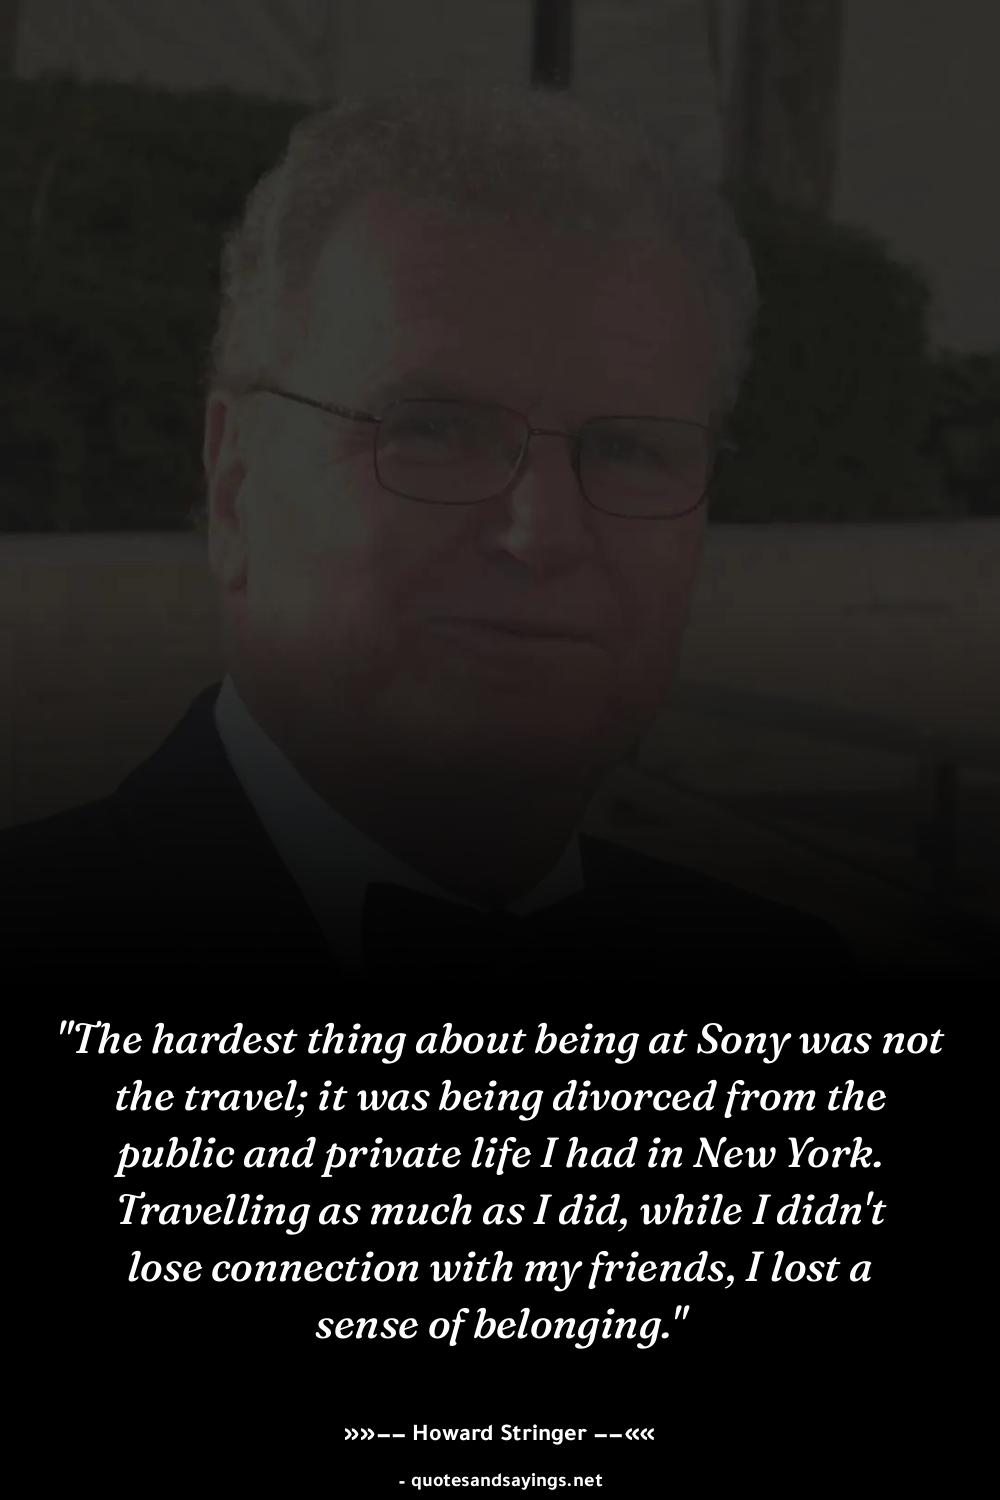 "The hardest thing about being at Sony was not
the travel; it was being divorced from the
public and private life I had in New York.
Travelling as much as I did, while I didn't
lose connection with my friends, I lost a
sense of belonging."
»»–– Howard Stringer ––««
- quotesandsayings.net